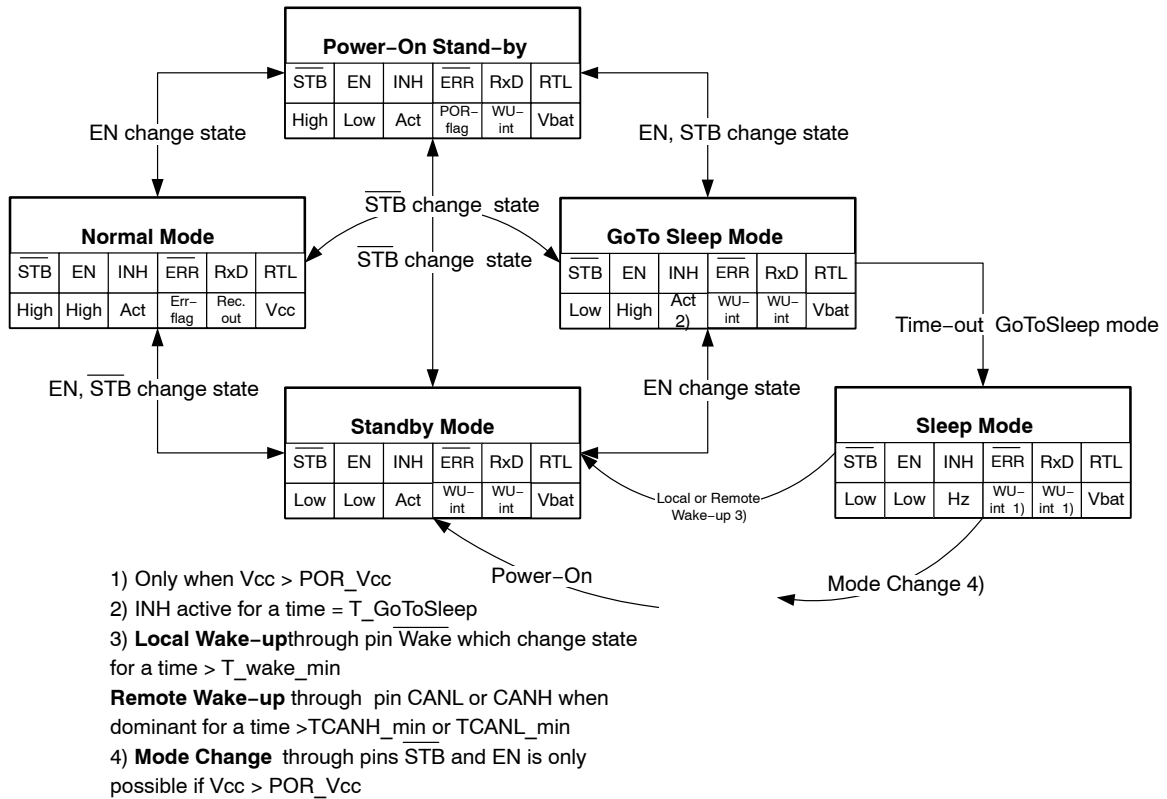 Power–On Stand–by
STB EN INH ERR RxD RTL
High Low Act POR– flag WU– int Vbat
EN change state
EN, STB change state
STB change state
STB change state
Normal Mode
STB EN INH ERR RxD RTL
High High Act Err– flag Rec. out Vcc
GoTo Sleep Mode
STB EN INH ERR RxD RTL
Low High Act 2) WU– int WU– int Vbat
Time–out GoToSleep mode
EN, STB change state
EN change state
Standby Mode
STB EN INH ERR RxD RTL
Low Low Act WU– int WU– int Vbat
Sleep Mode
STB EN INH ERR RxD RTL
Low Low Hz WU– int 1) WU– int 1) Vbat
Local or Remote
Wake–up 3)
Power–On
Mode Change 4)
1) Only when Vcc > POR_Vcc
2) INH active for a time = T_GoToSleep
3) Local Wake–upthrough pin Wake which change state
for a time > T_wake_min
Remote Wake–up through pin CANL or CANH when
dominant for a time >TCANH_min or TCANL_min
4) Mode Change through pins STB and EN is only
possible if Vcc > POR_Vcc